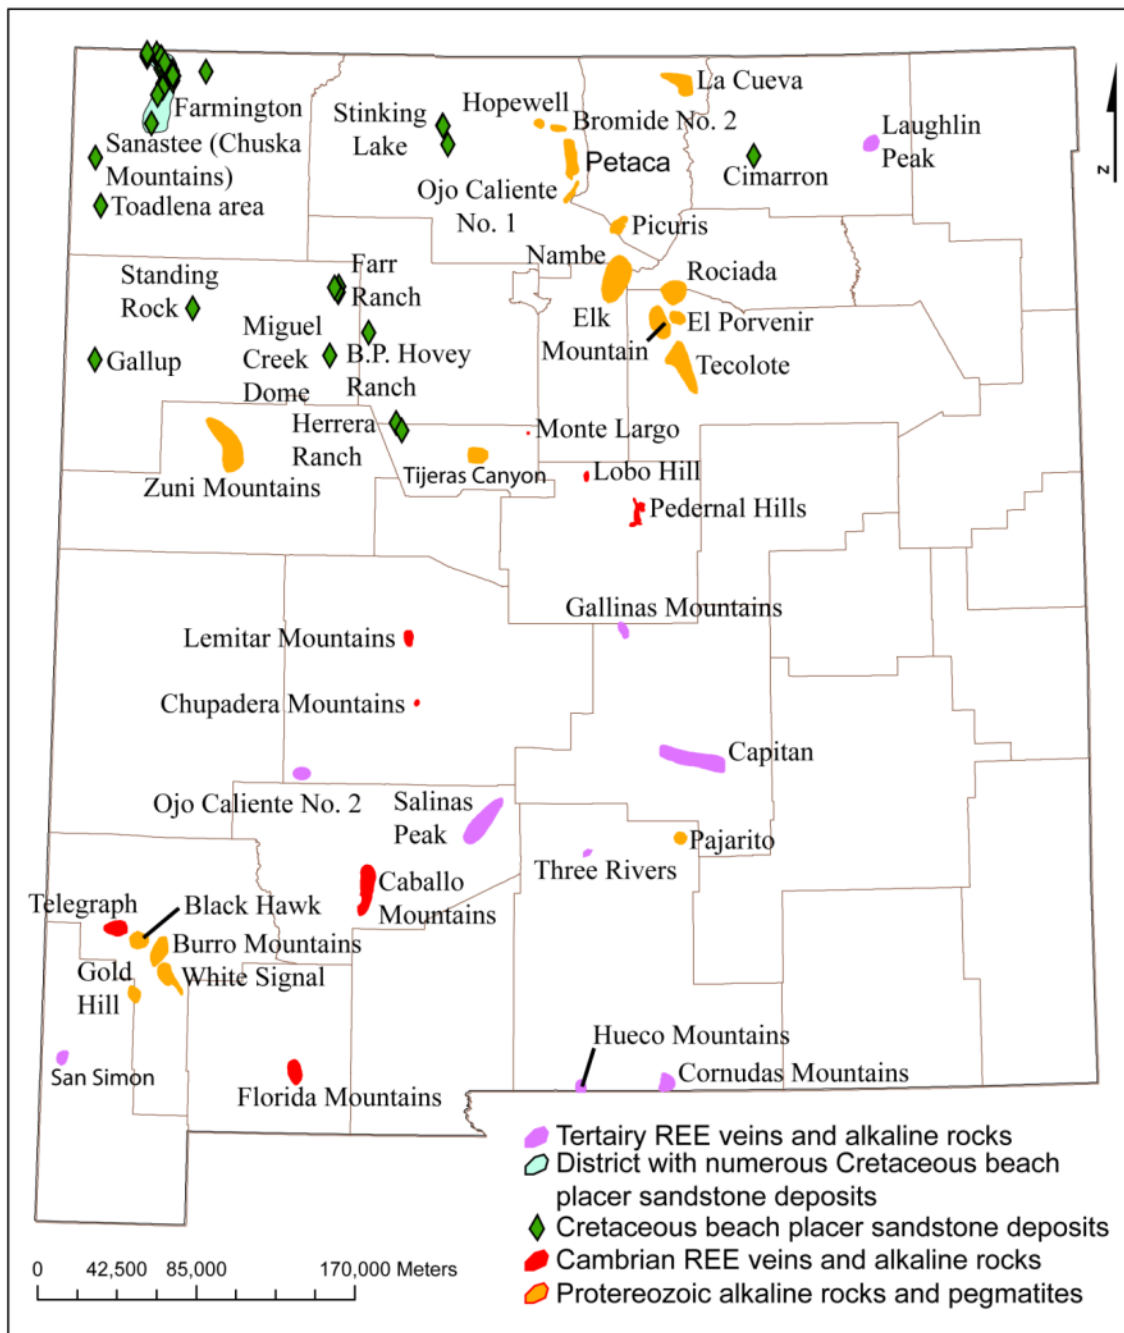 La Cueva
Hopewell
Bromide No. 2
Farmington
Stinking
Lake
Laughlin
Peak
Sanastee (Chuska
Mountains)
Petaca
Cimarron
Toadlena area
Ojo Caliente
No. 1
Picuris
Nambe
Standing
Rock
Farr
Ranch
Rociada
Elk
Mountain
El Porvenir
Miguel
Creek
Dome
B.P. Hovey
Ranch
Gallup
Tecolote
Herrera
Ranch
Monte Largo
Tijeras Canyon
Lobo Hill
Zuni Mountains
Pedernal Hills
Gallinas Mountains
Lemitar Mountains
Chupadera Mountains
Capitan
Ojo Caliente No. 2
Salinas
Peak
Pajarito
Three Rivers
Caballo
Mountains
Telegraph
Black Hawk
Burro Mountains
White Signal
Gold
Hill
Hueco Mountains
San Simon
Cornudas Mountains
Florida Mountains
Tertairy REE veins and alkaline rocks
District with numerous Cretaceous beach
placer sandstone deposits
Cretaceous beach placer sandstone deposits
Cambrian REE veins and alkaline rocks
Protereozoic alkaline rocks and pegmatites
0 42,500 85,000 170,000 Meters
N